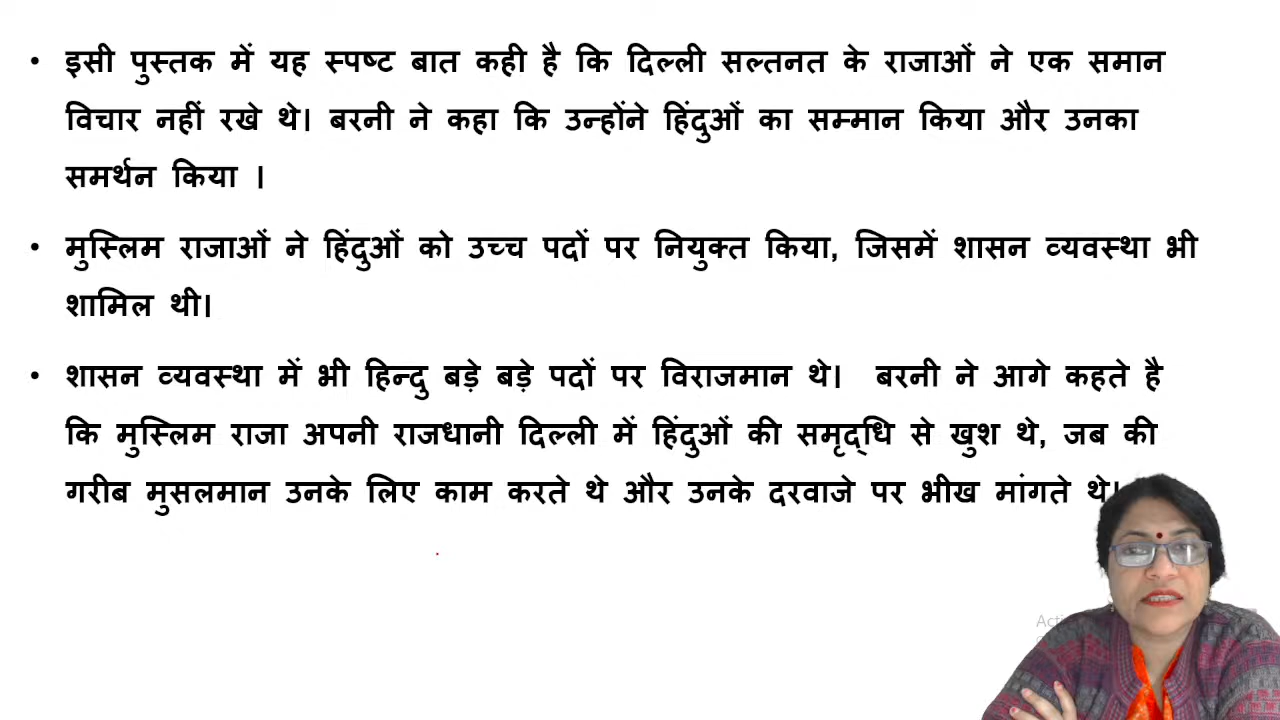 • इसी पुस्तक में यह स्पष्ट बात कही है कि दिल्ली सल्तनत के राजाओं ने एक समान
विचार नहीं रखे थे। बरनी ने कहा कि उन्होंने हिंदुओं का सम्मान किया और उनका
समर्थन किया ।
• मुस्लिम राजाओं ने हिंदुओं को उच्च पदों पर नियुक्त किया, जिसमें शासन व्यवस्था भी
शामिल थी।
• शासन व्यवस्था में भी हिन्दु बड़े बड़े पदों पर विराजमान थे। बरनी ने आगे कहते है
कि मुस्लिम राजा अपनी राजधानी दिल्ली में हिंदुओं की समृद्धि से खुश थे, जब की
गरीब मुसलमान उनके लिए काम करते थे और उनके दरवाजे पर भीख मांगते थे।